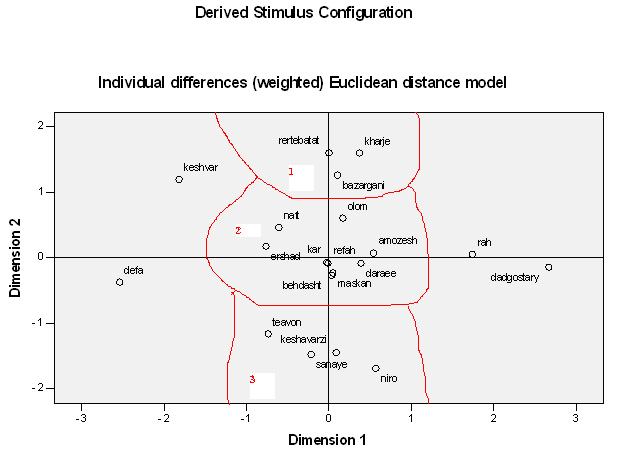 Derived Stimulus Configuration
Individual differences (weighted) Euclidean distance model
2
1
0
-1
-2
Dimension 2
rertebatat
kharje
keshvar
1
bazargani
naft
olom
2
kar
refah
amozesh
rah
ershad
defa
daraee
dadgostary
behdasht
maskan
teavon
keshavarzi
sanaye
3
niro
-3
-2
-1
0
1
2
3
Dimension 1